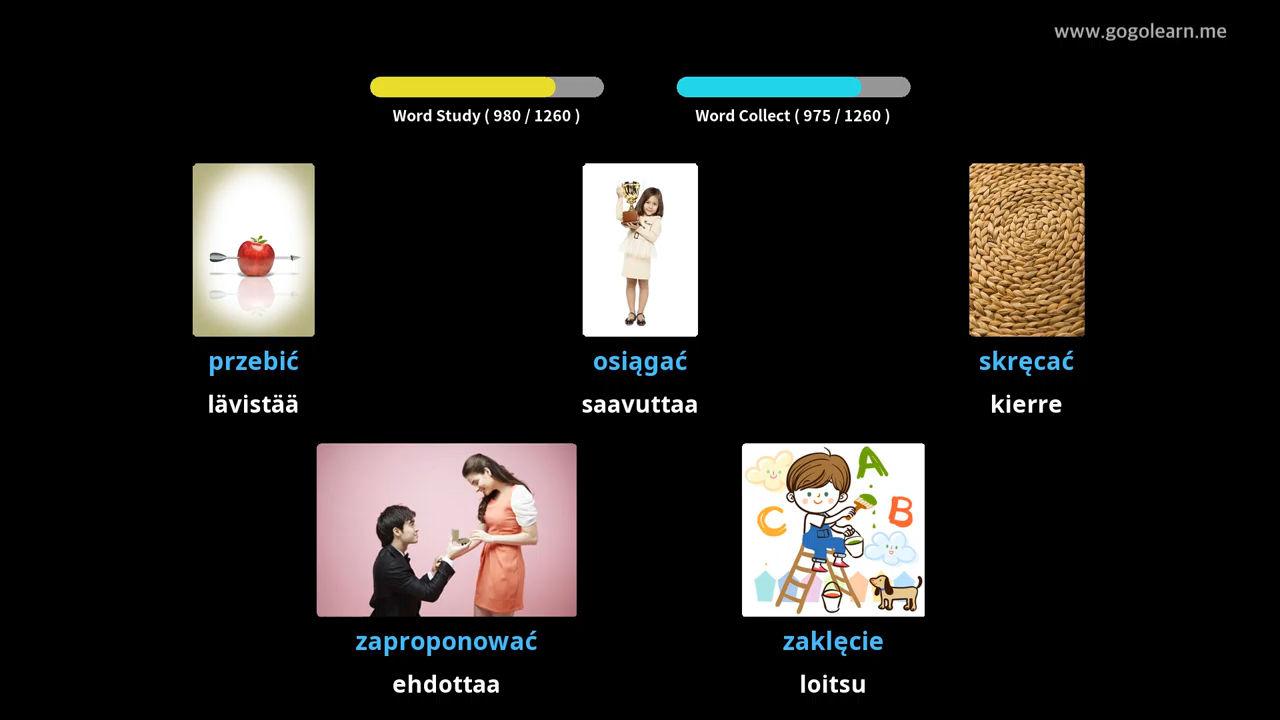 www.gogolearn.me
Word Study ( 980 / 1260 )
Word Collect ( 975 / 1260 )
przebić
lävistää
osiągać
saavuttaa
skręcać
kierre
A
B
C
zaproponować
ehdottaa
zaklęcie
loitsu